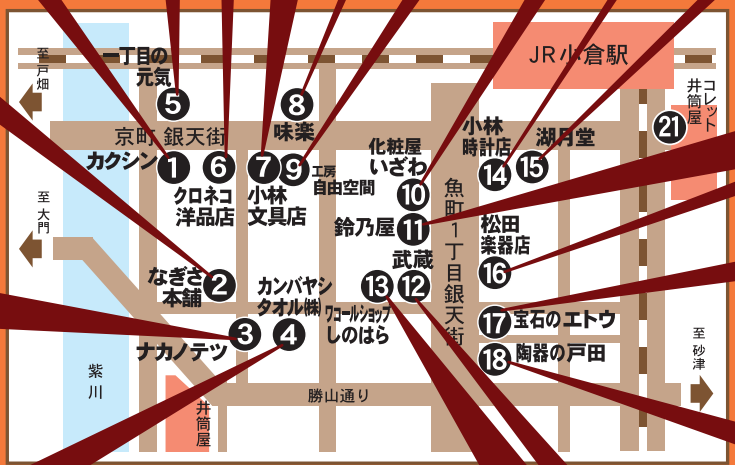 至戸畑
一丁目の
元気
5
8
味楽
JR小倉駅
コレット
井筒屋
21
京町 銀天街
カクシン
1
6
7
9
クロネコ
洋品店
小林
文具店
工房
自由空間
化粧屋
いざわ
10
小林
時計店
14
湖月堂
15
至大門
鈴乃屋
11
魚町1丁目銀天街
松田
楽器店
16
なぎさ
本舗
2
カンバヤシ
タオル㈱
武蔵
13
12
ワコールショップ
しのはら
17
宝石のエトウ
3
4
ナカノテツ
18
陶器の戸田
至砂津
紫川
井筒屋
勝山通り